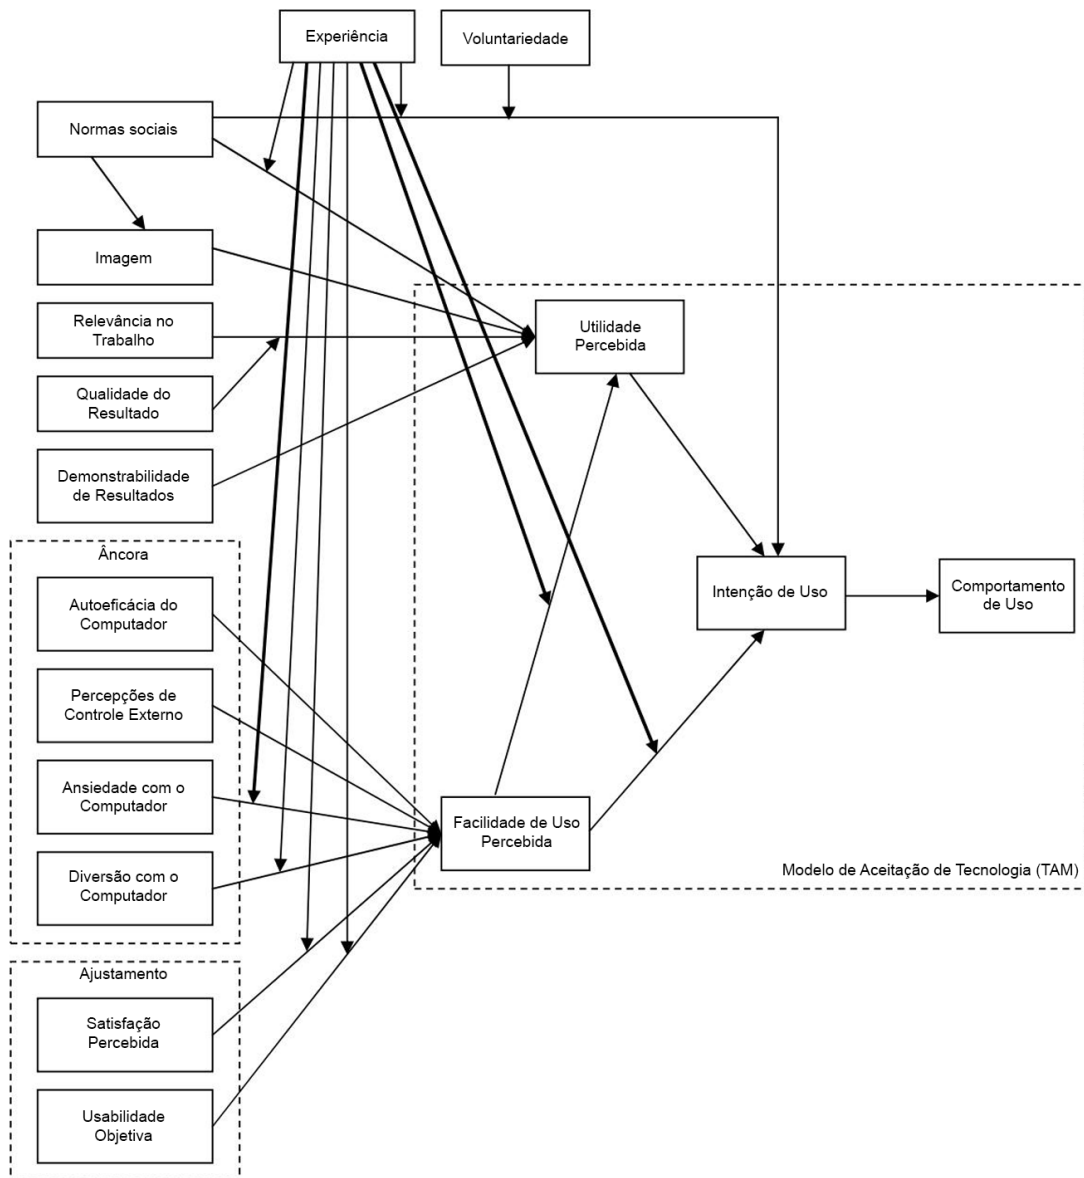 Experiência
Voluntariedade
Normas sociais
Imagem
Relevância no
Trabalho
Utilidade
Percebida
Qualidade do
Resultado
Demonstrabilidade
de Resultados
Âncora
Autoeficácia do
Computador
Intenção de Uso
Comportamento
de Uso
Percepções de
Controle Externo
Ansiedade com o
Computador
Facilidade de Uso
Percebida
Diversão com o
Computador
Modelo de Aceitação de Tecnologia (TAM)
Ajustamento
Satisfação
Percebida
Usabilidade
Objetiva